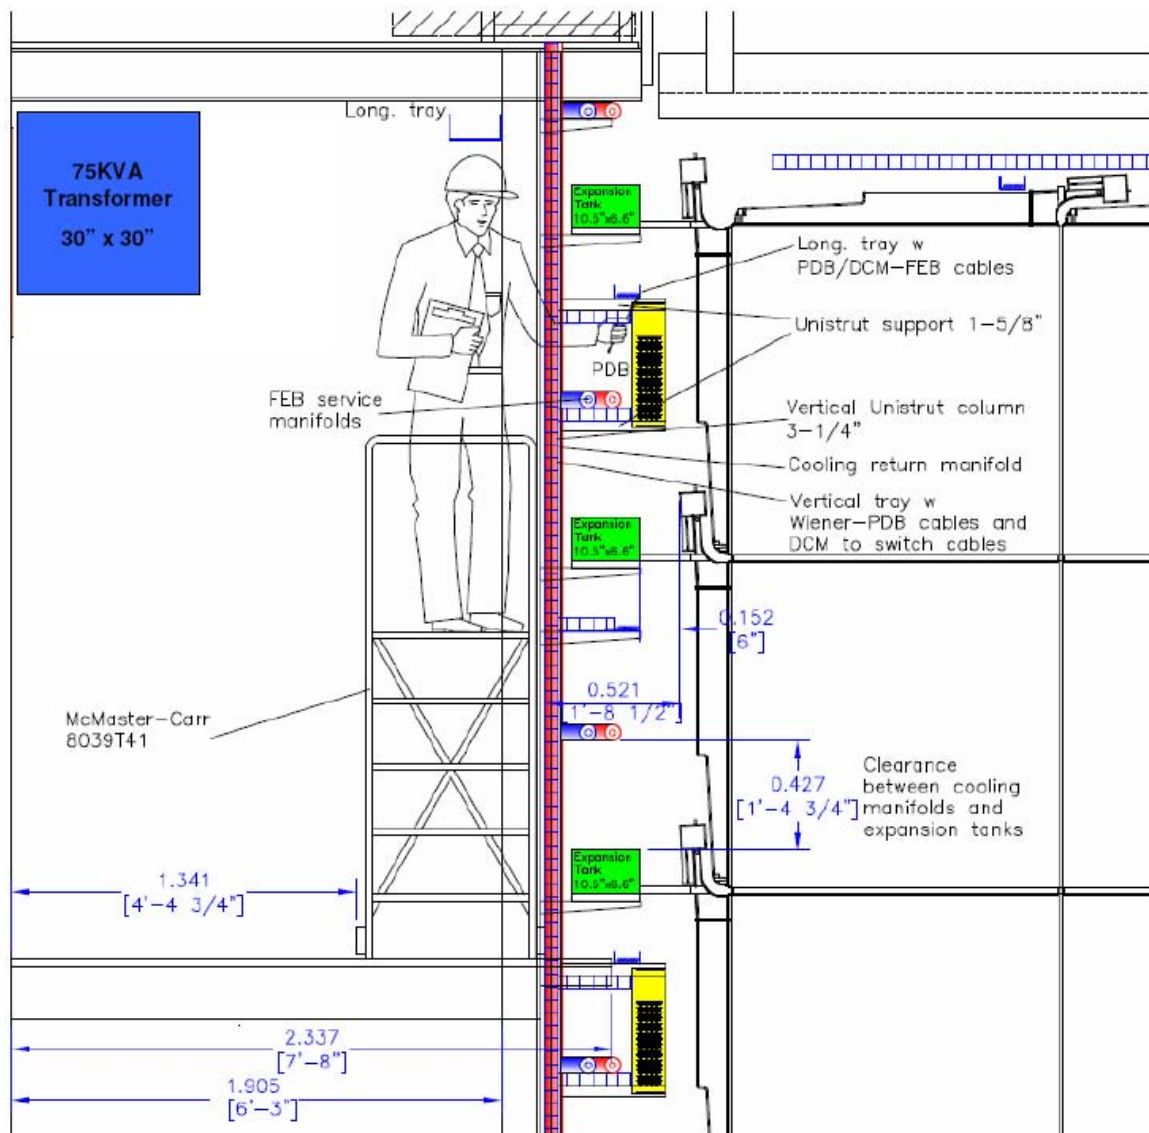 Long. tray
75KVA
Transformer
30" x 30"
Expansion
Tank
10.5"x6.6"
Long. tray w
PDB/DCM-FEB cables
Unistrut support 1-5/8"
PDB
FEB service
manifolds
Vertical Unistrut column
3-1/4"
Cooling return manifold
Vertical tray w
Wiener-PDB cables and
DCM to switch cables
Expansion
Tank
10.5"x6.6"
0.152
[6"]
0.521
[1'-8 1/2"]
McMaster-Carr
8039T41
0.427
[1'-4 3/4"]
Clearance
between cooling
manifolds and
expansion tanks
Expansion
Tank
10.5"x6.6"
1.341
[4'-4 3/4"]
2.337
[7'-8"]
1.905
[6'-3"]